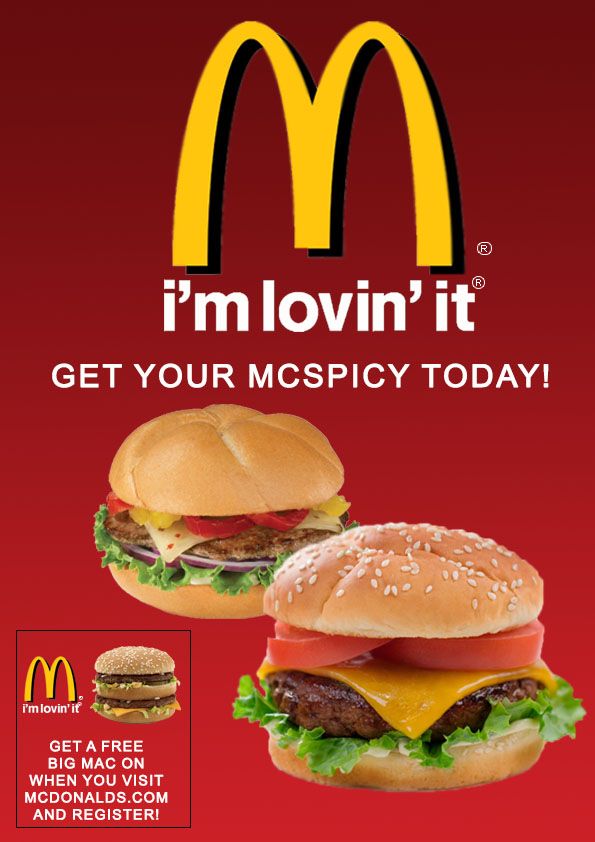 M
®
i'm lovin' it®
GET YOUR MCSPICY TODAY!
M
i'm lovin' it®
GET A FREE
BIG MAC ON
WHEN YOU VISIT
MCDONALDS.COM
AND REGISTER!